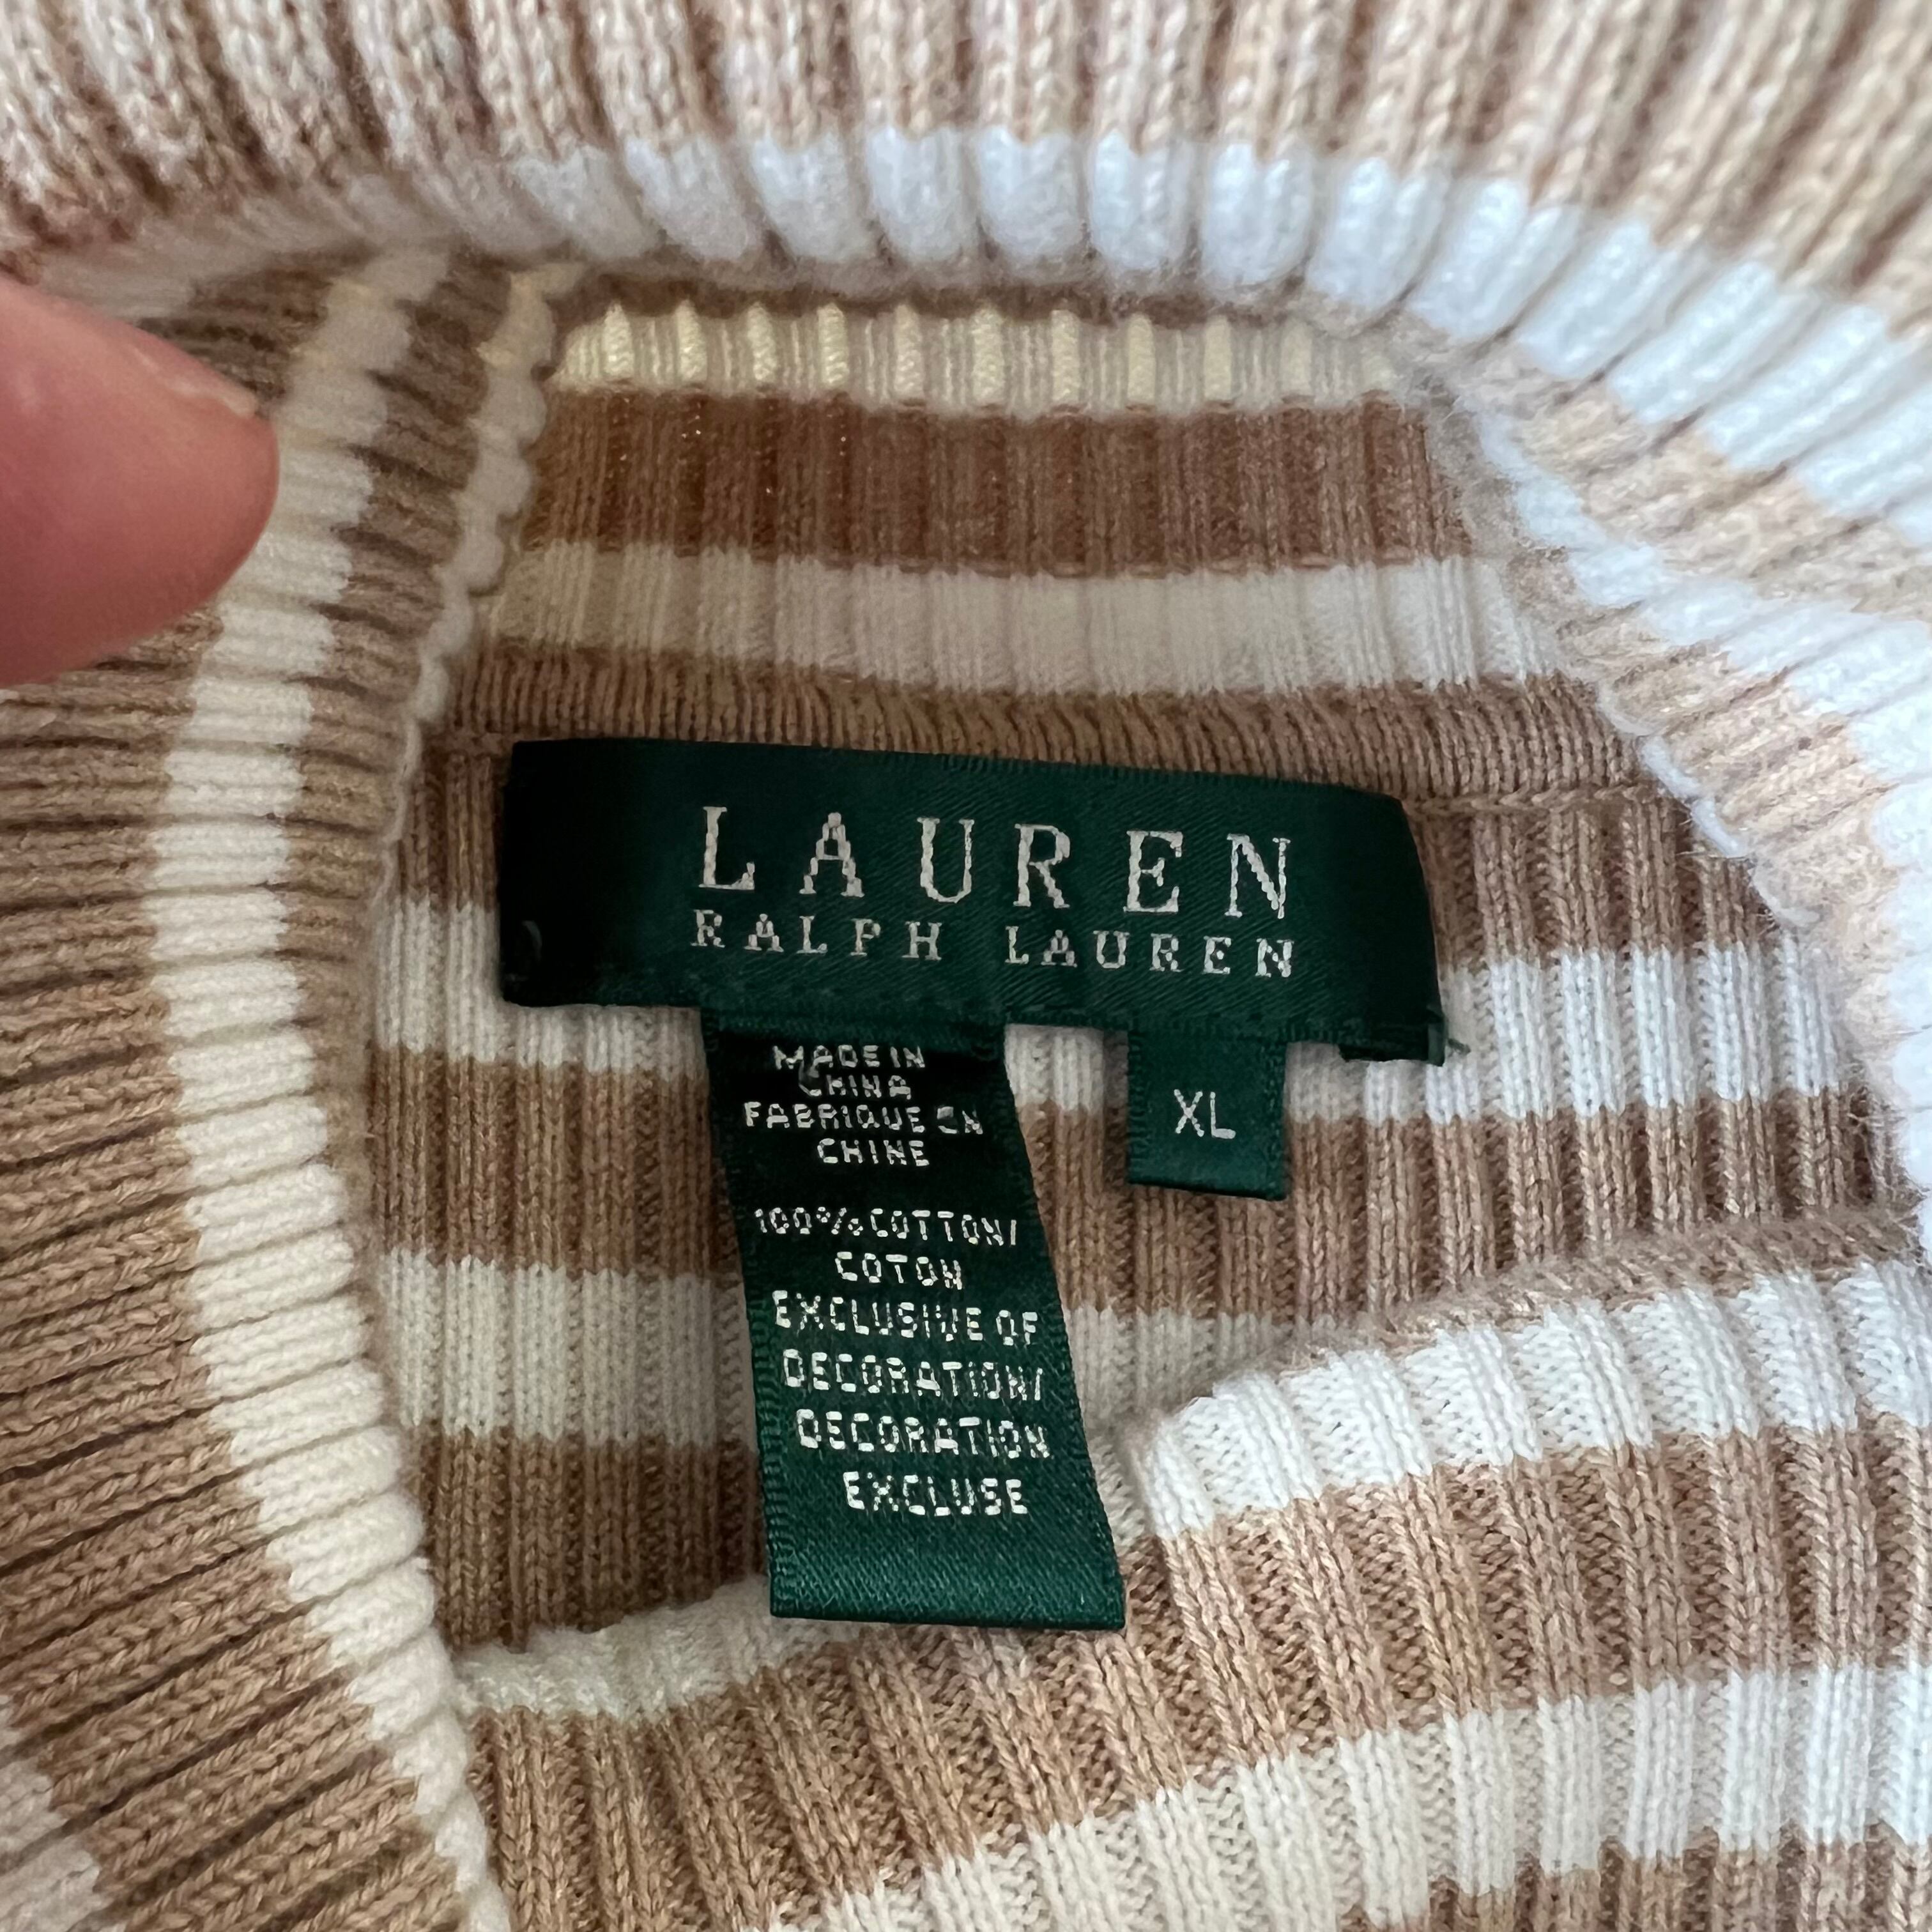 LAUREN
RALPH LAUREN
MADE IN
CHINA
FABRIQUE EN
CHINE
100% COTTON/
COTON
EXCLUSIVE OF
DECORATION/
DECORATION
EXCLUSE
XL